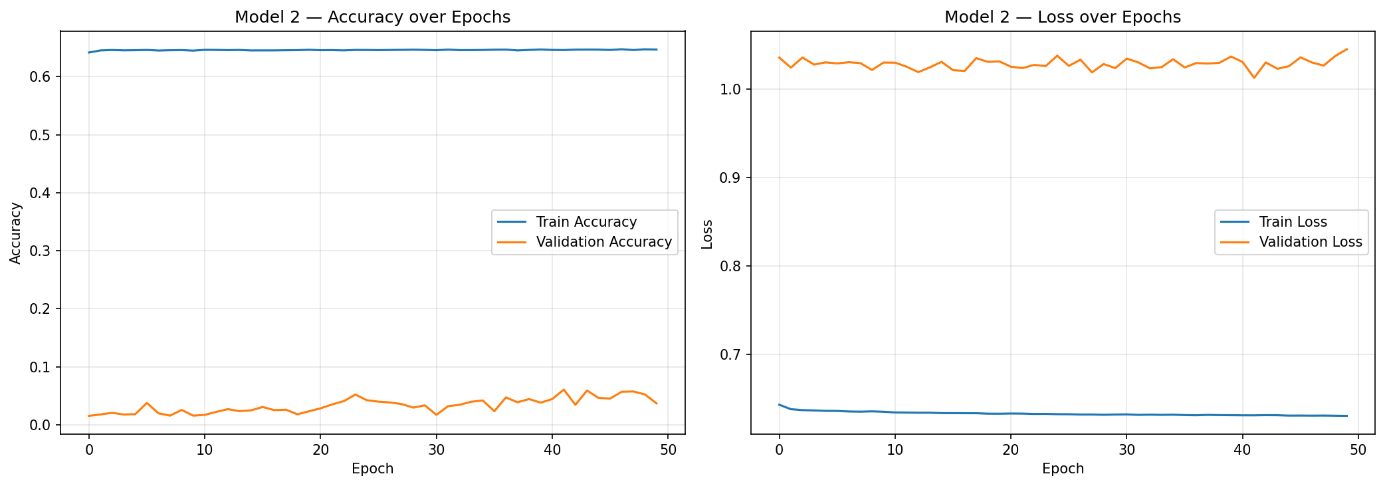 Model 2 — Accuracy over Epochs
Accuracy
0.6
0.5
0.4
0.3
0.2
0.1
0.0
Train Accuracy
Validation Accuracy
0 10 20 30 40 50
Epoch
Model 2 — Loss over Epochs
Loss
1.0
0.9
0.8
0.7
Train Loss
Validation Loss
0 10 20 30 40 50
Epoch